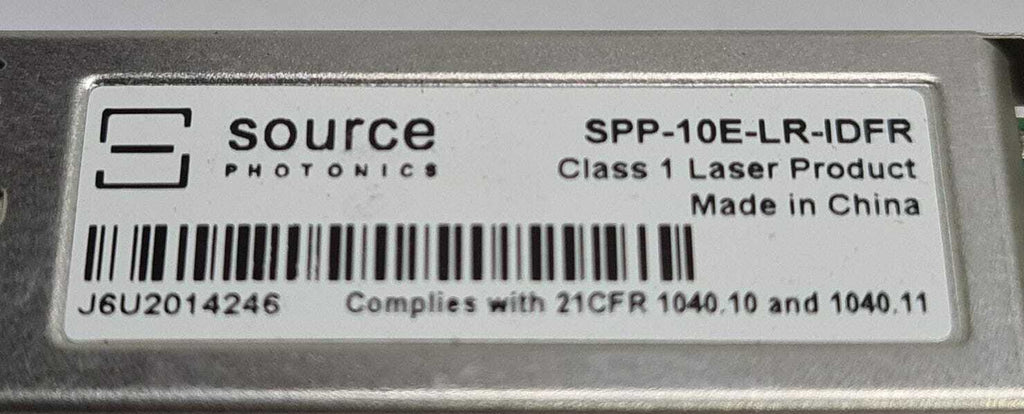 source
PHOTONICS
SPP-10E-LR-IDFR
Class 1 Laser Product
Made in China
J6U2014246
Complies with 21CFR 1040.10 and 1040.11